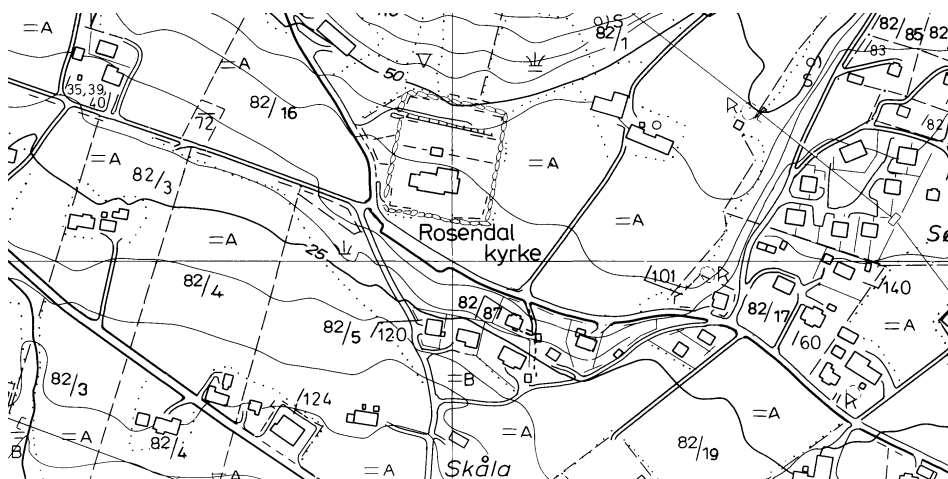 =A
82/1
82/85
82
83
50
35,39,
40
=A
82/16
72
82/3
=A
=A
Rosendal
kyrke
=A
=A
25
82/4
101
140
82/17
82
87
82/5
120
60
=A
=B
82/3
124
=A
82/4
=A
=A
B
=A
82/19
=A
=A
Skåla